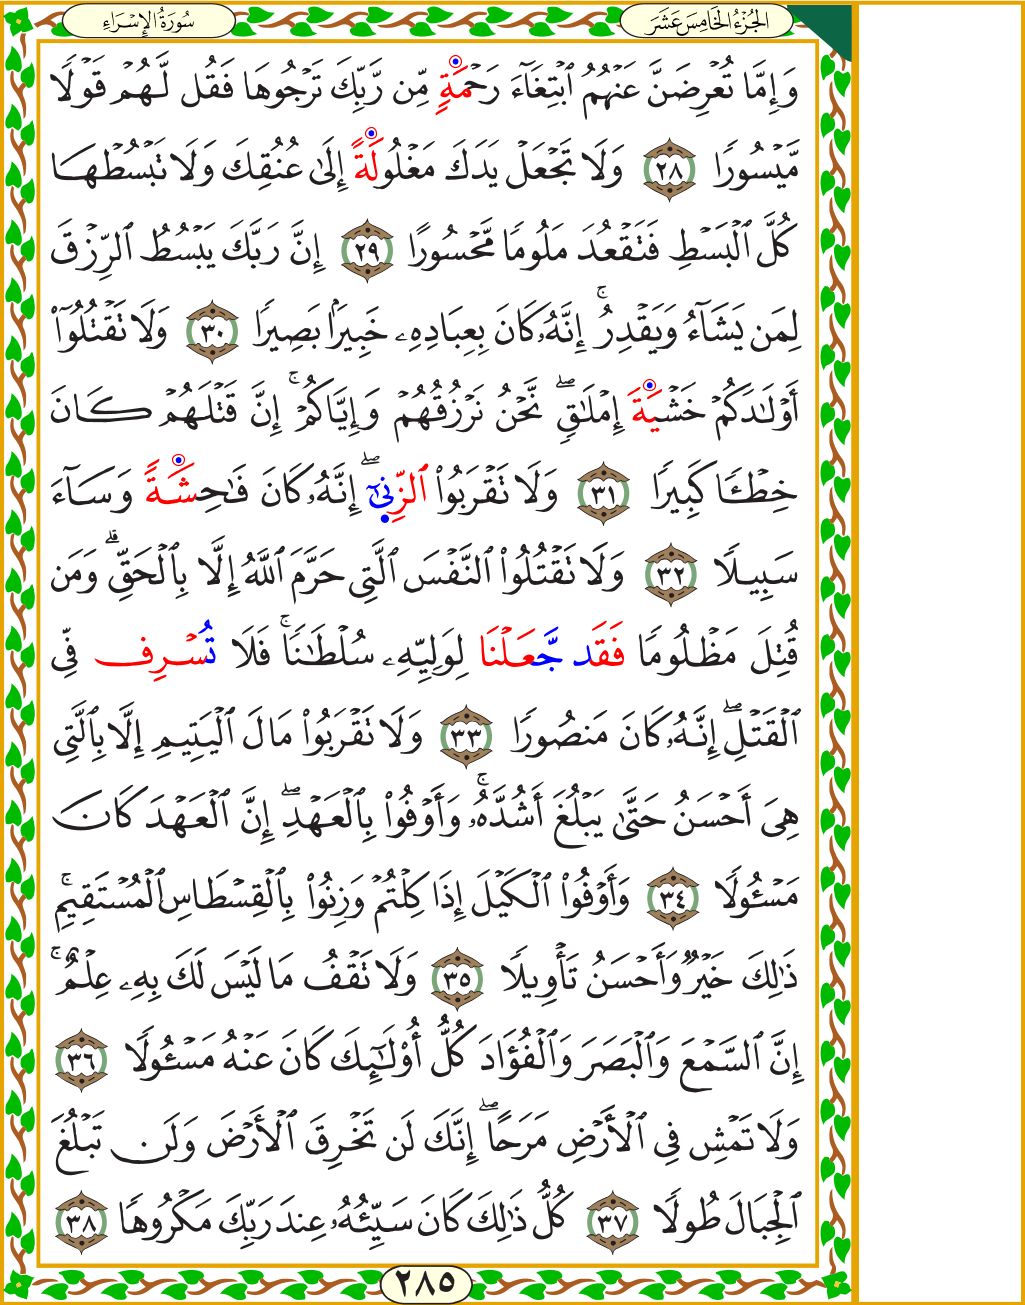 الجُزْءُ الخَامِسَ عَشَرَ
سُورَةُ الإِسْرَاءِ
وَإِمَّا تُعْرِضَنَّ عَنْهُمُ ٱبْتِغَآءَ رَحْمَةٍ مِّن رَّبِّكَ تَرْجُوهَا فَقُل لَّهُمْ قَوْلًا
مَّيْسُورًا ٢٨ وَلَا تَجْعَلْ يَدَكَ مَغْلُولَةً إِلَىٰ عُنُقِكَ وَلَا تَبْسُطْهَا
كُلَّ ٱلْبَسْطِ فَتَقْعُدَ مَلُومًا مَّحْسُورًا ٢٩ إِنَّ رَبَّكَ يَبْسُطُ ٱلرِّزْقَ
لِمَن يَشَآءُ وَيَقْدِرُ ۚ إِنَّهُۥ كَانَ بِعِبَادِهِۦ خَبِيرًۢا بَصِيرًا ٣٠ وَلَا تَقْتُلُوٓا۟
أَوْلَـٰدَكُمْ خَشْيَةَ إِمْلَـٰقٍ ۖ نَّحْنُ نَرْزُقُهُمْ وَإِيَّاكُمْ ۚ إِنَّ قَتْلَهُمْ كَانَ
خِطْـًٔا كَبِيرًا ٣١ وَلَا تَقْرَبُوا۟ ٱلزِّنَىٰٓ ۖ إِنَّهُۥ كَانَ فَـٰحِشَةً وَسَآءَ
سَبِيلًا ٣٢ وَلَا تَقْتُلُوا۟ ٱلنَّفْسَ ٱلَّتِى حَرَّمَ ٱللَّهُ إِلَّا بِٱلْحَقِّ ۗ وَمَن
قُتِلَ مَظْلُومًا فَقَد جَّعَلْنَا لِوَلِيِّهِۦ سُلْطَـٰنًا ۚ فَلَا تُسْرِف فِّى
ٱلْقَتْلِ ۖ إِنَّهُۥ كَانَ مَنصُورًا ٣٣ وَلَا تَقْرَبُوا۟ مَالَ ٱلْيَتِيمِ إِلَّا بِٱلَّتِى
هِىَ أَحْسَنُ حَتَّىٰ يَبْلُغَ أَشُدَّهُۥ ۚ وَأَوْفُوا۟ بِٱلْعَهْدِ ۖ إِنَّ ٱلْعَهْدَ كَانَ
مَسْـُٔولًا ٣٤ وَأَوْفُوا۟ ٱلْكَيْلَ إِذَا كِلْتُمْ وَزِنُوا۟ بِٱلْقِسْطَاسِ ٱلْمُسْتَقِيمِ ۚ
ذَٰلِكَ خَيْرٌ وَأَحْسَنُ تَأْوِيلًا ٣٥ وَلَا تَقْفُ مَا لَيْسَ لَكَ بِهِۦ عِلْمٌ ۚ
إِنَّ ٱلسَّمْعَ وَٱلْبَصَرَ وَٱلْفُؤَادَ كُلُّ أُو۟لَـٰٓئِكَ كَانَ عَنْهُ مَسْـُٔولًا ٣٦
وَلَا تَمْشِ فِى ٱلْأَرْضِ مَرَحًا ۖ إِنَّكَ لَن تَخْرِقَ ٱلْأَرْضَ وَلَن تَبْلُغَ
ٱلْجِبَالَ طُولًا ٣٧ كُلُّ ذَٰلِكَ كَانَ سَيِّئُهُۥ عِندَ رَبِّكَ مَكْرُوهًا ٣٨
٢٨٥